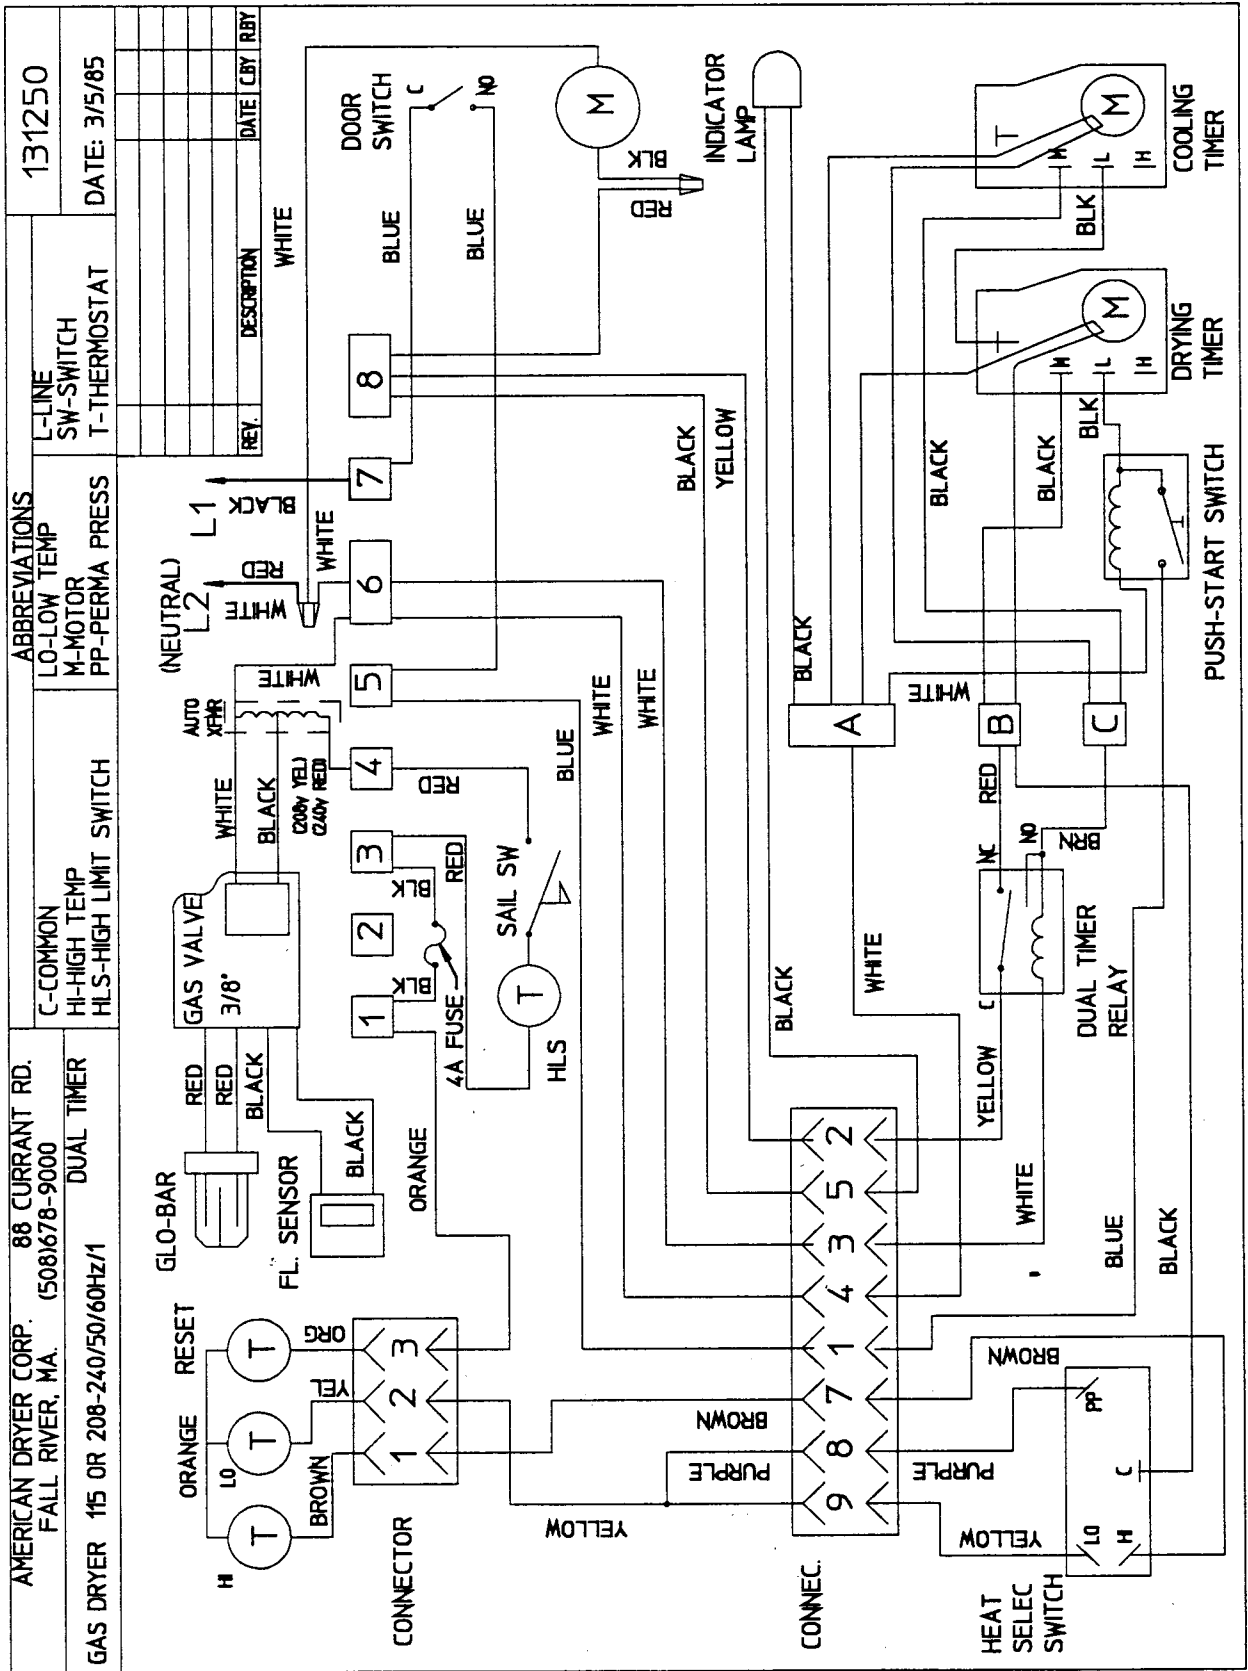 AMERICAN DRYER CORP. 88 CURRANT RD.
FALL RIVER, MA. (508)678-9000
GAS DRYER 115 OR 208-240/50/60Hz/1 DUAL TIMER
ABBREVIATIONS
C-COMMON
HI-HIGH TEMP
HLS-HIGH LIMIT SWITCH
LO-LOW TEMP
M-MOTOR
PP-PERMA PRESS
L-LINE
SW-SWITCH
T-THERMOSTAT
131250
DATE: 3/5/85
REV. DESCRIPTION DATE C.BY R.BY
HI
T
LO
T
RESET
T
ORANGE
BROWN
YEL
ORG
CONNECTOR
1
2
3
GLO-BAR
FL. SENSOR
RED
RED
BLACK
BLACK
GAS VALVE
3/8"
WHITE
BLACK
AUTO
XFMR
(208v YEL)
(240v RED)
(NEUTRAL)
L2
L1
WHITE
RED
BLACK
WHITE
WHITE
WHITE
1
2
3
4
5
6
7
8
BLK
BLK
4A FUSE
RED
RED
ORANGE
HLS
T
SAIL SW
BLUE
WHITE
WHITE
BLUE
BLUE
DOOR
SWITCH
C
NO
M
BLK
RED
BLACK
YELLOW
INDICATOR
LAMP
YELLOW
PURPLE
BROWN
CONNEC.
9
8
7
1
4
3
5
2
BLACK
BLACK
WHITE
A
WHITE
YELLOW
PURPLE
BROWN
WHITE
YELLOW
C
NC
NO
RED
BRN
DUAL TIMER
RELAY
B
C
BLACK
BLACK
BLK
BLK
M
L
H
T
M
DRYING
TIMER
M
L
H
T
M
COOLING
TIMER
PUSH-START SWITCH
BLUE
BLACK
HEAT
SELEC
SWITCH
LO
HI
C
PP